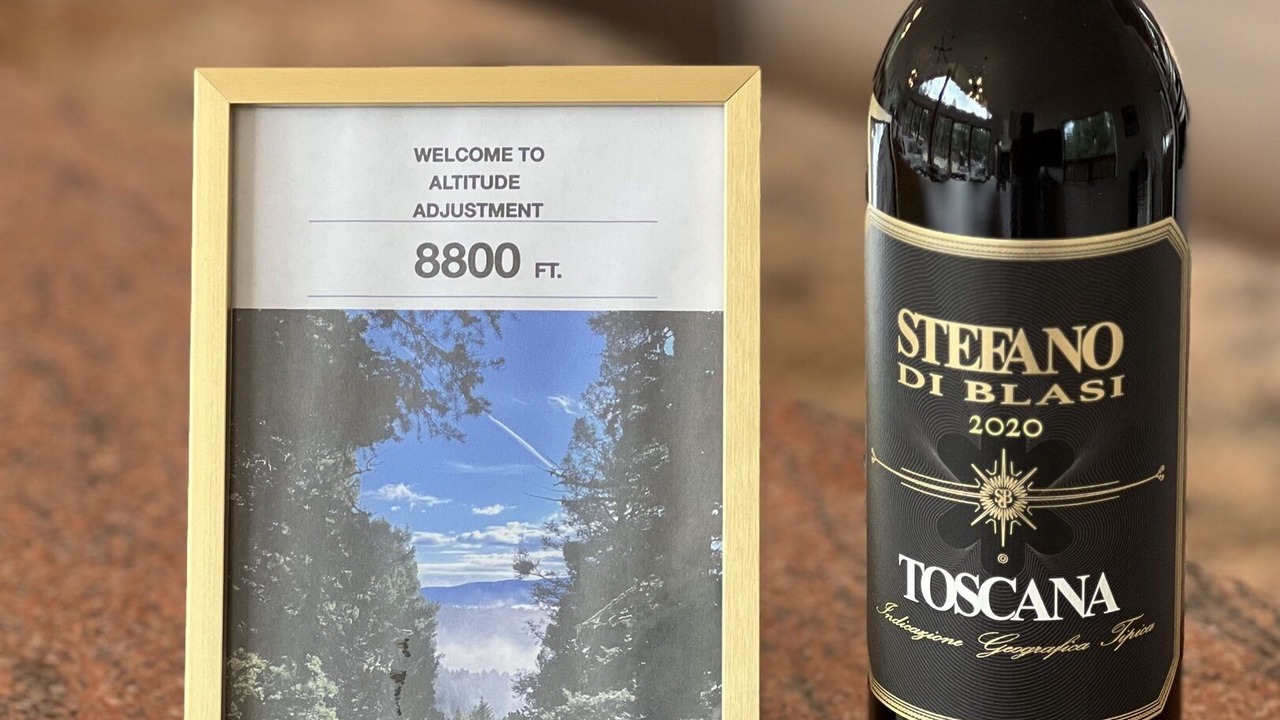 WELCOME TO
ALTITUDE
ADJUSTMENT
8800 FT.
STEFANO
DI BLASI
2020
SB
©
TOSCANA
Indicazione Geografica Tipica